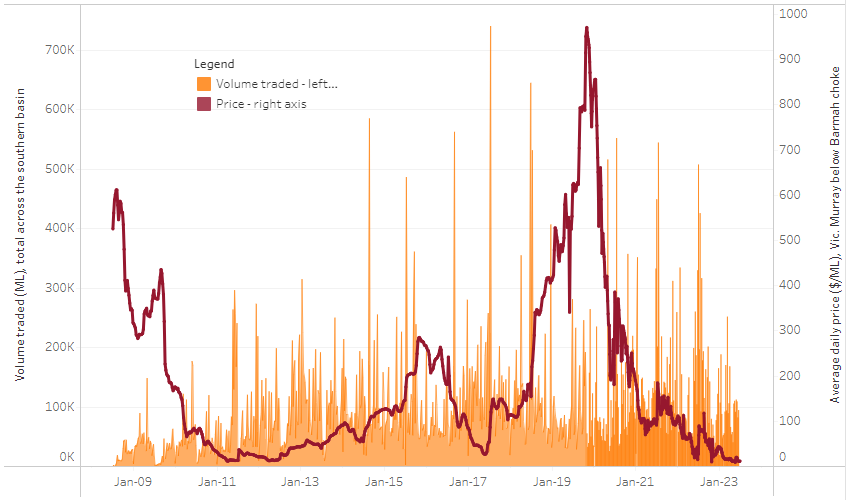 Legend
Volume traded - left...
Price - right axis
Volume traded (ML), total across the southern basin
700K
600K
500K
400K
300K
200K
100K
0K
1000
900
800
700
600
500
400
300
200
100
0
Average daily price ($/ML), Vic. Murray below Barmah choke
Jan-09
Jan-11
Jan-13
Jan-15
Jan-17
Jan-19
Jan-21
Jan-23